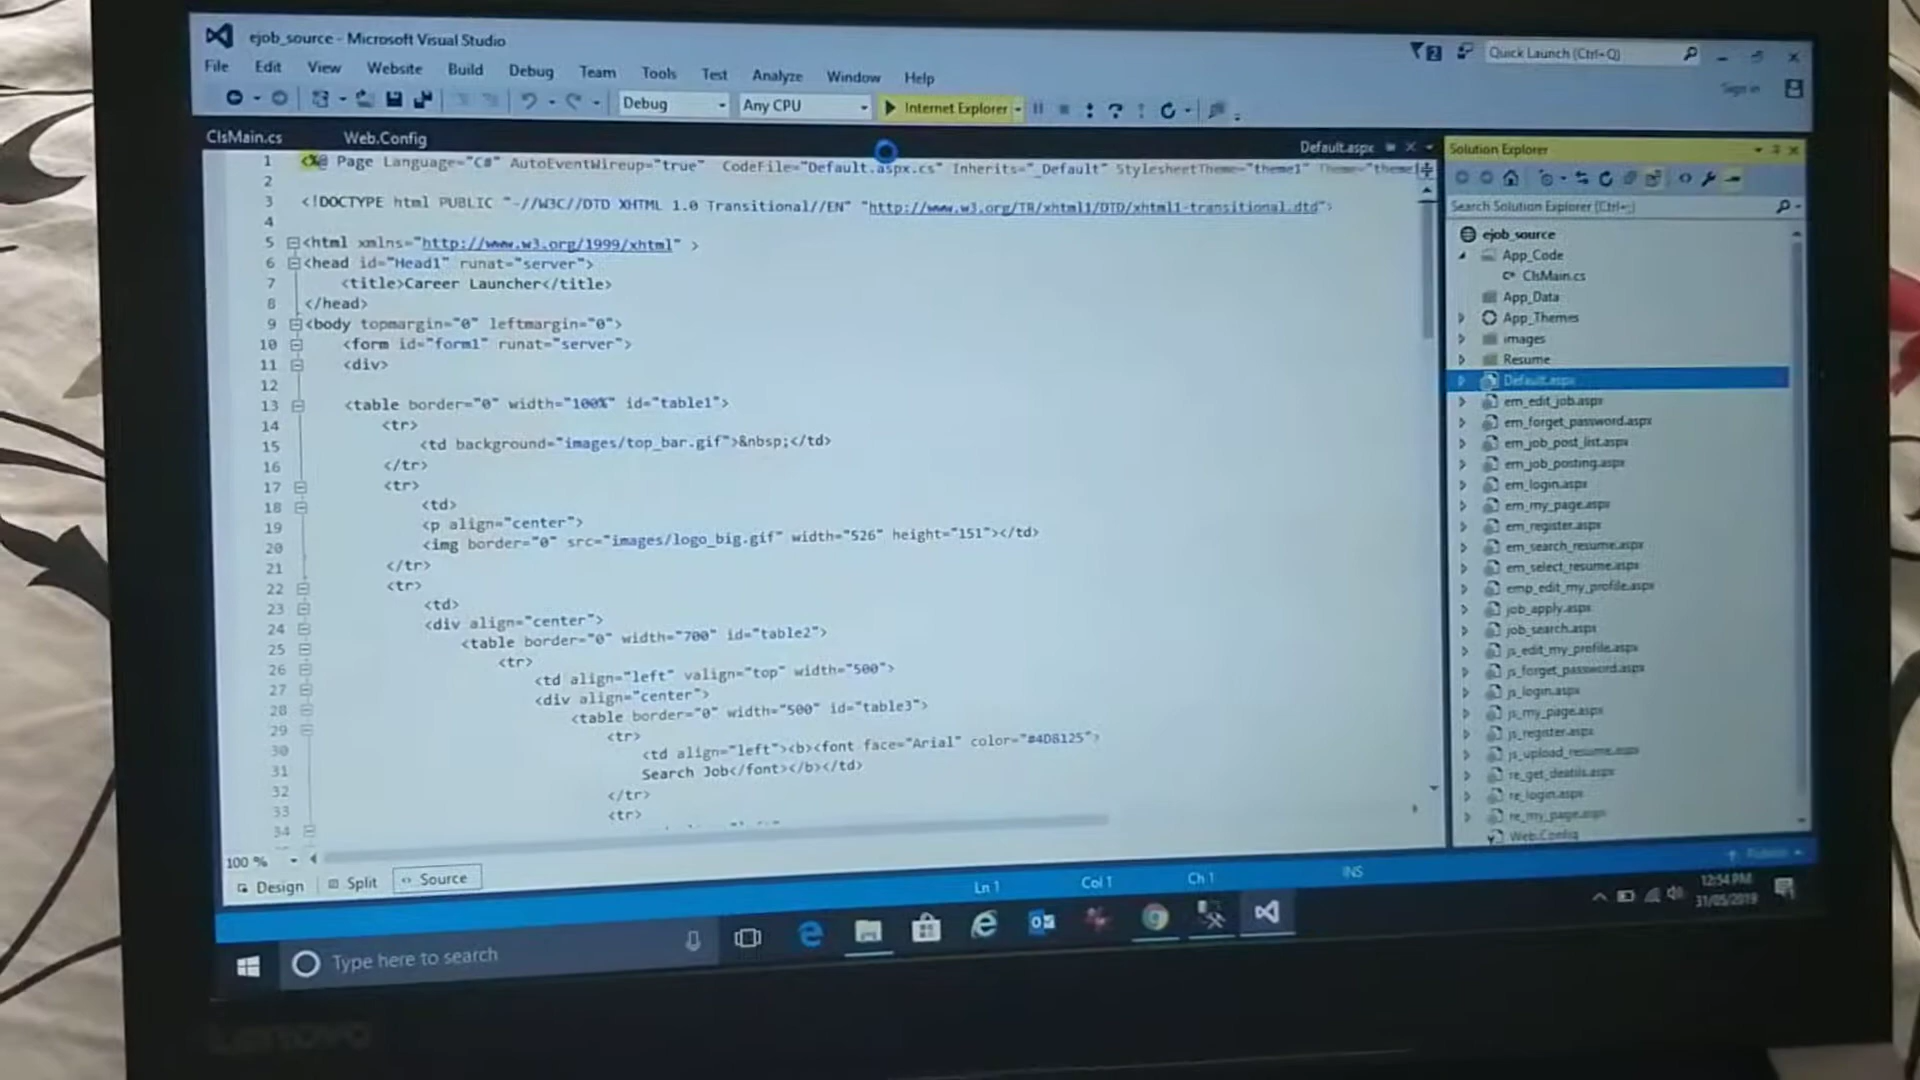 ejob_source - Microsoft Visual Studio
Quick Launch (Ctrl+Q)
File Edit View Website Build Debug Team Tools Test Analyze Window Help
Sign in
Debug Any CPU Internet Explorer
ClsMain.cs Web.Config Default.aspx
1 <%@ Page Language="C#" AutoEventWireup="true" CodeFile="Default.aspx.cs" Inherits="_Default" StylesheetTheme="theme1" Theme="theme
2
3 <!DOCTYPE html PUBLIC "-//W3C//DTD XHTML 1.0 Transitional//EN" "http://www.w3.org/TR/xhtml1/DTD/xhtml1-transitional.dtd">
4
5 <html xmlns="http://www.w3.org/1999/xhtml" >
6 <head id="Head1" runat="server">
7 <title>Career Launcher</title>
8 </head>
9 <body topmargin="0" leftmargin="0">
10 <form id="form1" runat="server">
11 <div>
12
13 <table border="0" width="100%" id="table1">
14 <tr>
15 <td background="images/top_bar.gif">&nbsp;</td>
16 </tr>
17 <tr>
18 <td>
19 <p align="center">
20 <img border="0" src="images/logo_big.gif" width="526" height="151"></td>
21 </tr>
22 <tr>
23 <td>
24 <div align="center">
25 <table border="0" width="700" id="table2">
26 <tr>
27 <td align="left" valign="top" width="500">
28 <div align="center">
29 <table border="0" width="500" id="table3">
30 <tr>
31 <td align="left"><b><font face="Arial" color="#4D8125">
32 Search Job</font></b></td>
33 </tr>
34 <tr>
100 %
Design Split Source
Ln 1 Col 1 Ch 1 INS
Solution Explorer
Search Solution Explorer (Ctrl+;)
ejob_source
App_Code
ClsMain.cs
App_Data
App_Themes
images
Resume
Default.aspx
em_edit_job.aspx
em_forget_password.aspx
em_job_post_list.aspx
em_job_posting.aspx
em_login.aspx
em_my_page.aspx
em_register.aspx
em_search_resume.aspx
em_select_resume.aspx
emp_edit_my_profile.aspx
job_apply.aspx
job_search.aspx
js_edit_my_profile.aspx
js_forget_password.aspx
js_login.aspx
js_my_page.aspx
js_register.aspx
js_upload_resume.aspx
re_get_deatils.aspx
re_login.aspx
re_my_page.aspx
Web.Config
Publish
Type here to search
12:54 PM
31/05/2019
Lenovo